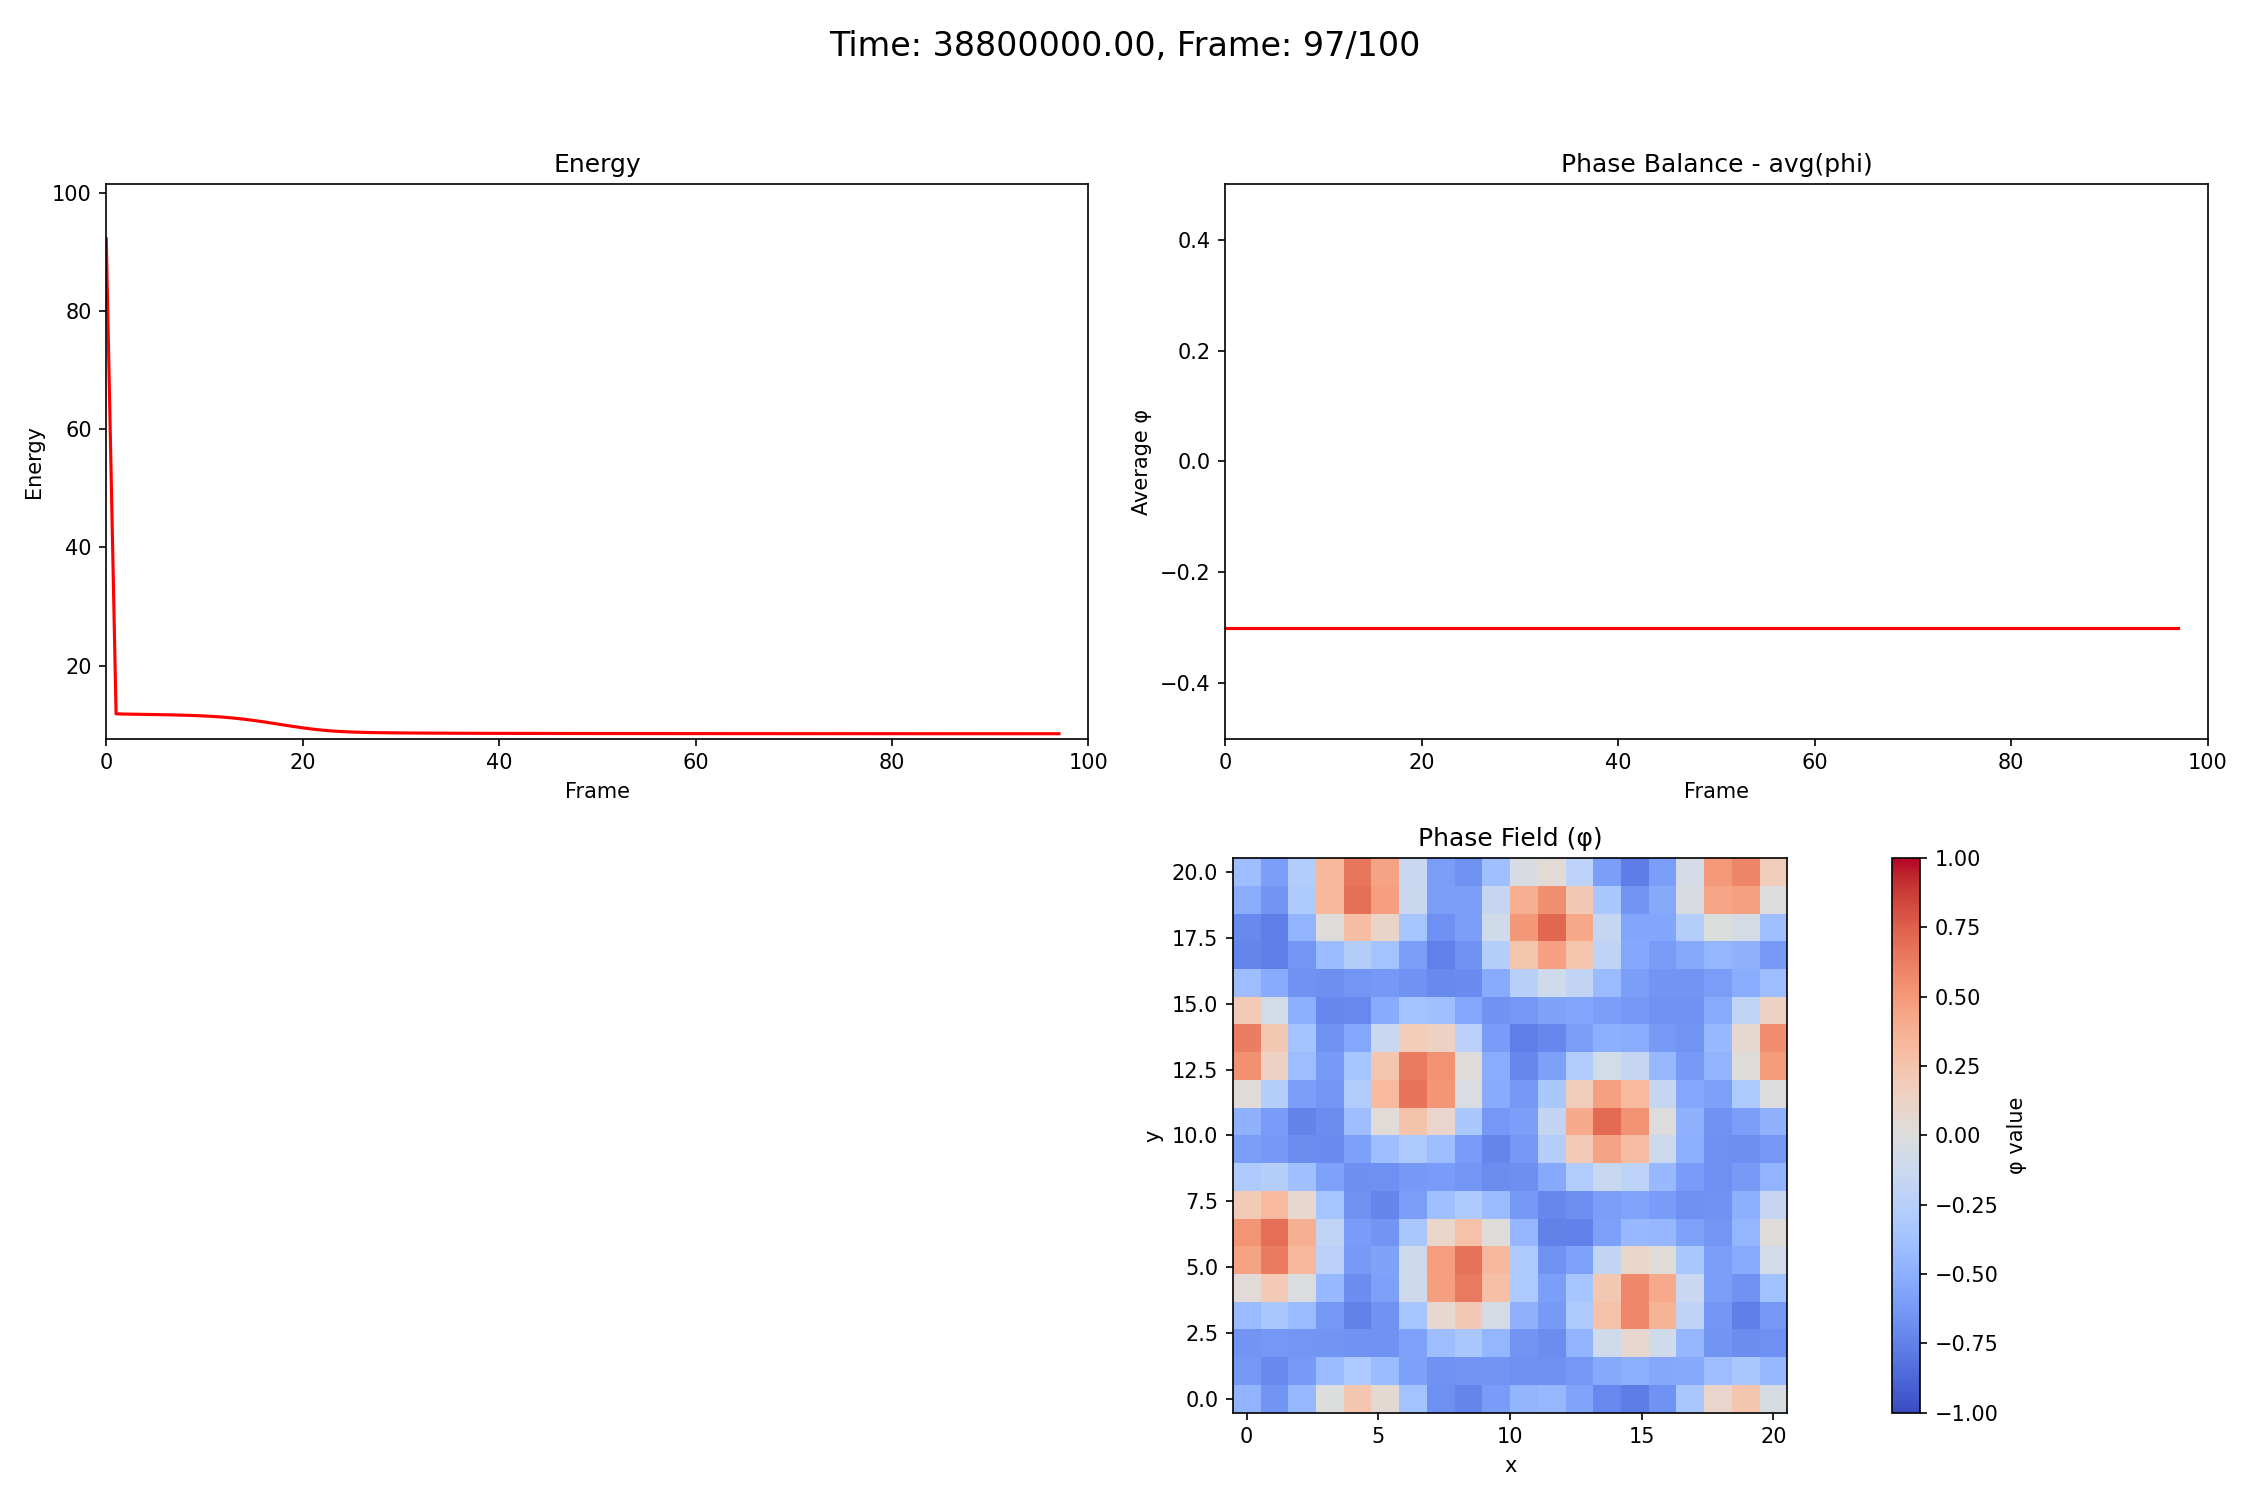 Time: 38800000.00, Frame: 97/100
Energy
100
80
60
40
20
Energy
0 20 40 60 80 100
Frame
Phase Balance - avg(phi)
0.4
0.2
0.0
−0.2
−0.4
Average φ
0 20 40 60 80 100
Frame
Phase Field (φ)
20.0
17.5
15.0
12.5
10.0
7.5
5.0
2.5
0.0
y
0 5 10 15 20
x
1.00
0.75
0.50
0.25
0.00
−0.25
−0.50
−0.75
−1.00
φ value